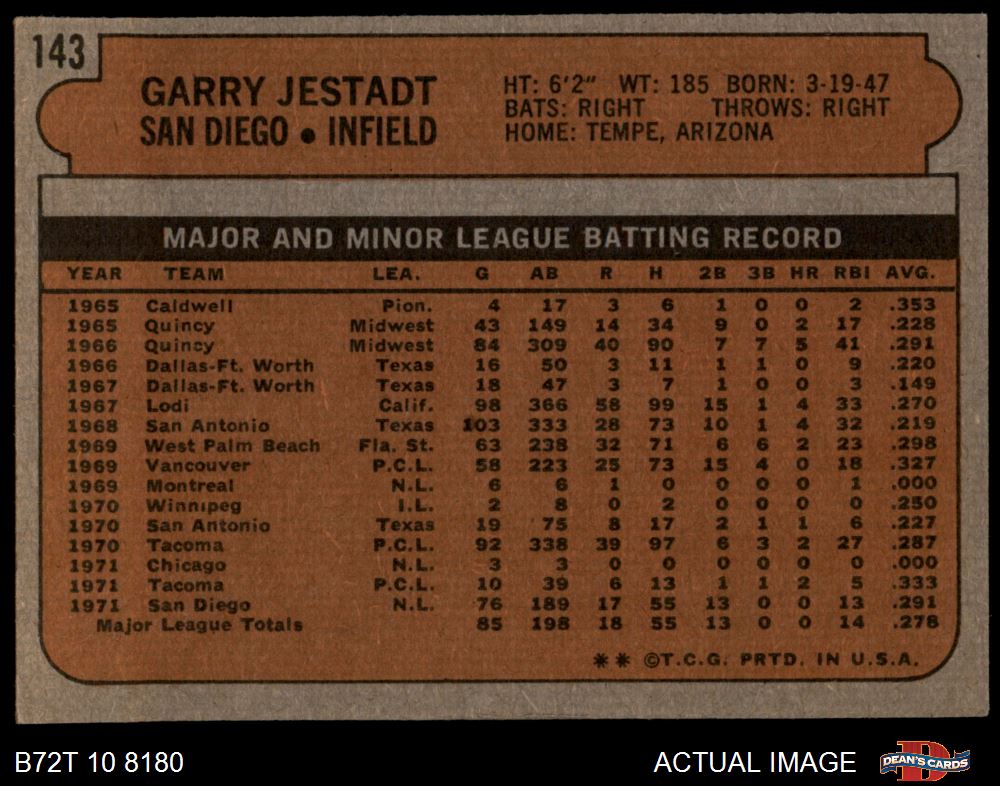 143
GARRY JESTADT
SAN DIEGO • INFIELD
HT: 6'2" WT: 185 BORN: 3-19-47
BATS: RIGHT THROWS: RIGHT
HOME: TEMPE, ARIZONA
MAJOR AND MINOR LEAGUE BATTING RECORD
YEAR TEAM LEA. G AB R H 2B 3B HR RBI AVG.
1965 Caldwell Pion. 4 17 3 6 1 0 0 2 .353
1965 Quincy Midwest 43 149 14 34 9 0 2 17 .228
1966 Quincy Midwest 84 309 40 90 7 7 5 41 .291
1966 Dallas-Ft. Worth Texas 16 50 3 11 1 1 0 9 .220
1967 Dallas-Ft. Worth Texas 18 47 3 7 1 0 0 3 .149
1967 Lodi Calif. 98 366 58 99 15 1 4 33 .270
1968 San Antonio Texas 103 333 28 73 10 1 4 32 .219
1969 West Palm Beach Fla. St. 63 238 32 71 6 6 2 23 .298
1969 Vancouver P.C.L. 58 223 25 73 15 4 0 18 .327
1969 Montreal N.L. 6 6 1 0 0 0 0 1 .000
1970 Winnipeg I.L. 2 8 0 2 0 0 0 0 .250
1970 San Antonio Texas 19 75 8 17 2 1 1 6 .227
1970 Tacoma P.C.L. 92 338 39 97 6 3 2 27 .287
1971 Chicago N.L. 3 3 0 0 0 0 0 0 .000
1971 Tacoma P.C.L. 10 39 6 13 1 1 2 5 .333
1971 San Diego N.L. 76 189 17 55 13 0 0 13 .291
Major League Totals 85 198 18 55 13 0 0 14 .278
** ©T.C.G. PRTD. IN U.S.A.
B72T 10 8180
ACTUAL IMAGE
D
DEAN'S CARDS